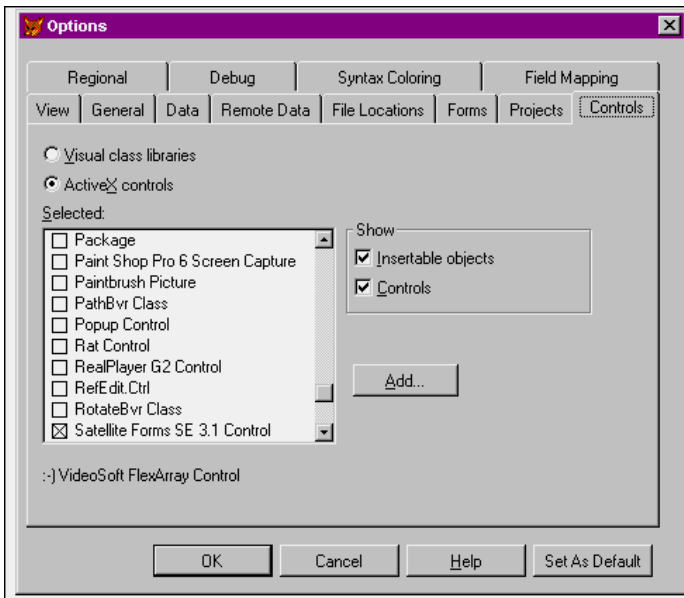 Options
Regional Debug Syntax Coloring Field Mapping
View General Data Remote Data File Locations Forms Projects Controls
Visual class libraries
ActiveX controls
Selected:
Package
Paint Shop Pro 6 Screen Capture
Paintbrush Picture
PathBvr Class
Popup Control
Rat Control
RealPlayer G2 Control
RefEdit.Ctrl
RotateBvr Class
Satellite Forms SE 3.1 Control
Show
Insertable objects
Controls
Add...
:-) VideoSoft FlexArray Control
OK Cancel Help Set As Default